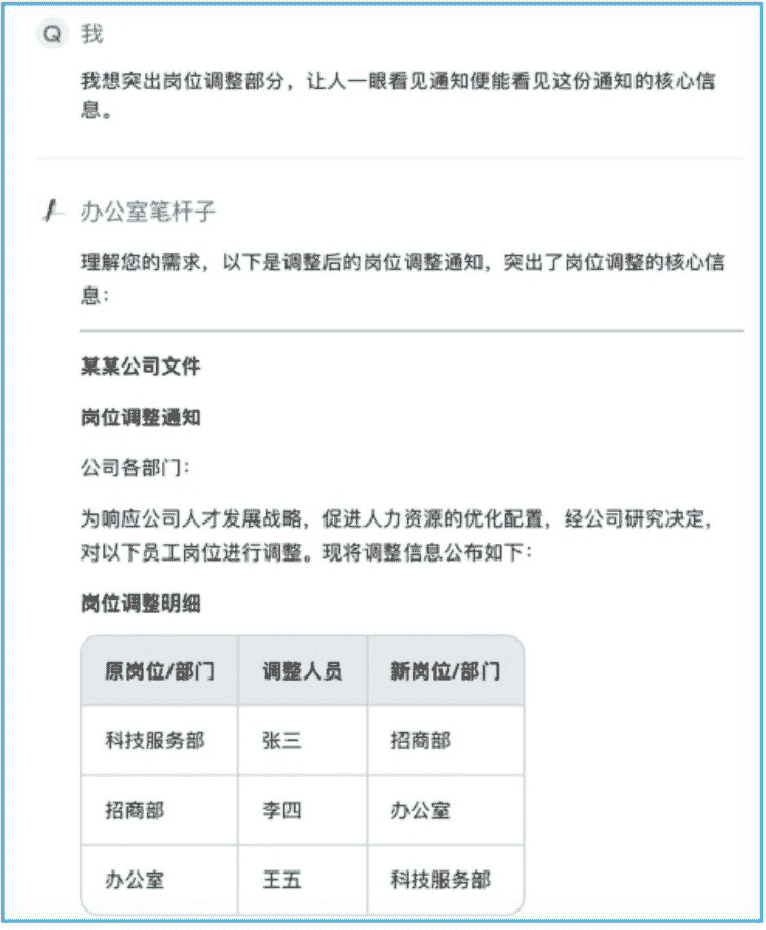 我
我想突出岗位调整部分，让人一眼看见通知便能看见这份通知的核心信
息。
办公室笔杆子
理解您的需求，以下是调整后的岗位调整通知，突出了岗位调整的核心信
息：
某某公司文件
岗位调整通知
公司各部门：
为响应公司人才发展战略，促进人力资源的优化配置，经公司研究决定，
对以下员工岗位进行调整。现将调整信息公布如下：
岗位调整明细
原岗位/部门 调整人员 新岗位/部门
科技服务部 张三 招商部
招商部 李四 办公室
办公室 王五 科技服务部